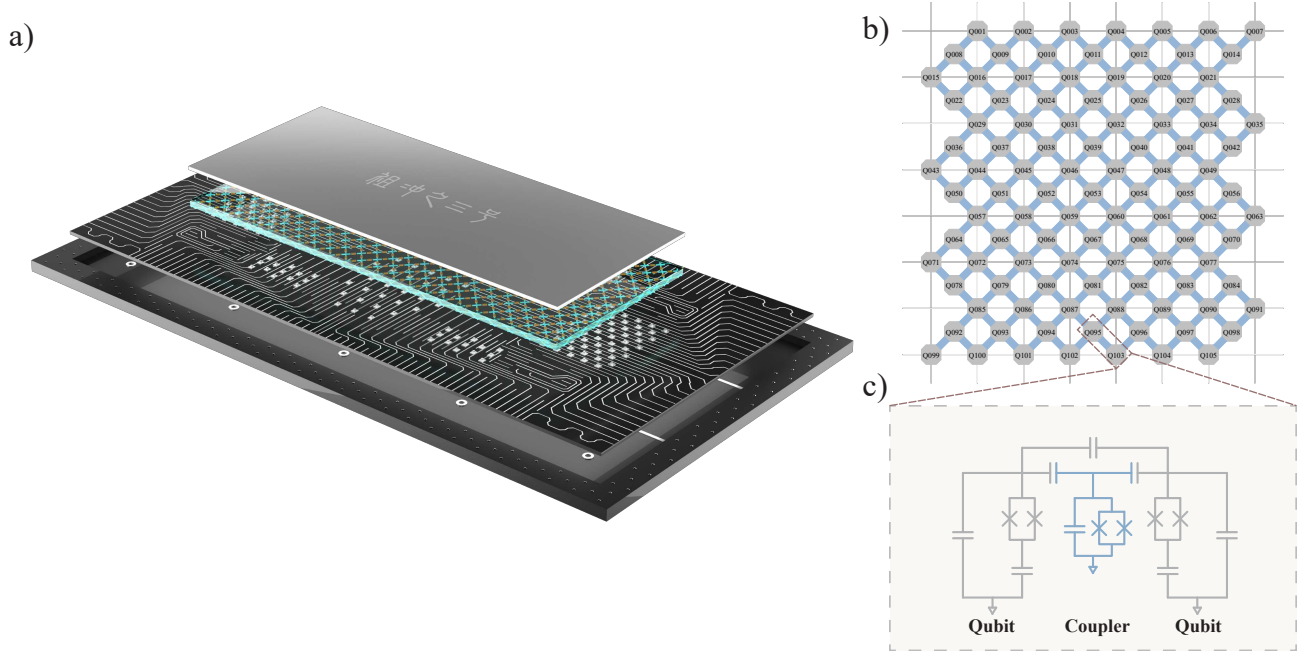 a)
祖冲之三号
b)
Q001 Q002 Q003 Q004 Q005 Q006 Q007
Q008 Q009 Q010 Q011 Q012 Q013 Q014
Q015 Q016 Q017 Q018 Q019 Q020 Q021
Q022 Q023 Q024 Q025 Q026 Q027 Q028
Q029 Q030 Q031 Q032 Q033 Q034 Q035
Q036 Q037 Q038 Q039 Q040 Q041 Q042
Q043 Q044 Q045 Q046 Q047 Q048 Q049
Q050 Q051 Q052 Q053 Q054 Q055 Q056
Q057 Q058 Q059 Q060 Q061 Q062 Q063
Q064 Q065 Q066 Q067 Q068 Q069 Q070
Q071 Q072 Q073 Q074 Q075 Q076 Q077
Q078 Q079 Q080 Q081 Q082 Q083 Q084
Q085 Q086 Q087 Q088 Q089 Q090 Q091
Q092 Q093 Q094 Q095 Q096 Q097 Q098
Q099 Q100 Q101 Q102 Q103 Q104 Q105
c)
Qubit Coupler Qubit